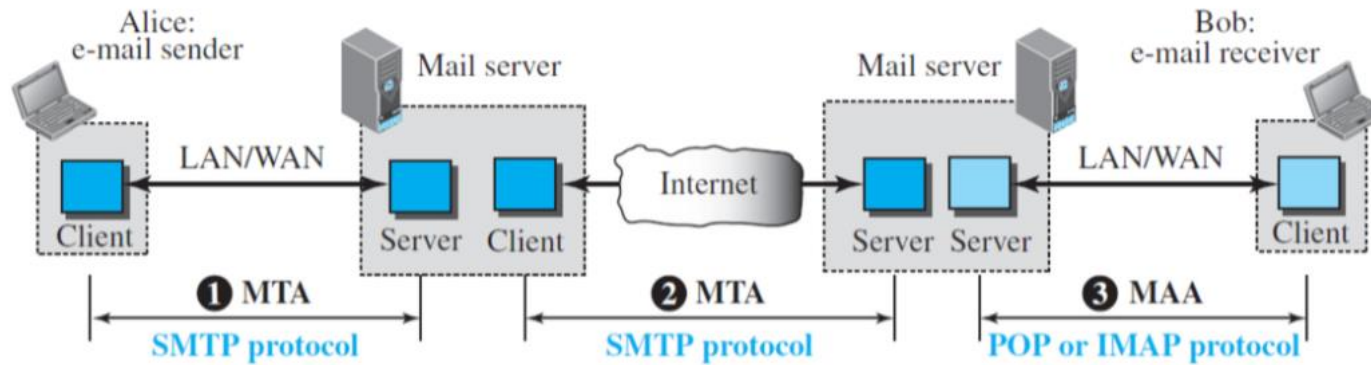 Alice:
e-mail sender
Bob:
e-mail receiver
Mail server
Mail server
LAN/WAN
Internet
LAN/WAN
Client
Server
Client
Server
Server
Client
1 MTA
2 MTA
3 MAA
SMTP protocol
SMTP protocol
POP or IMAP protocol